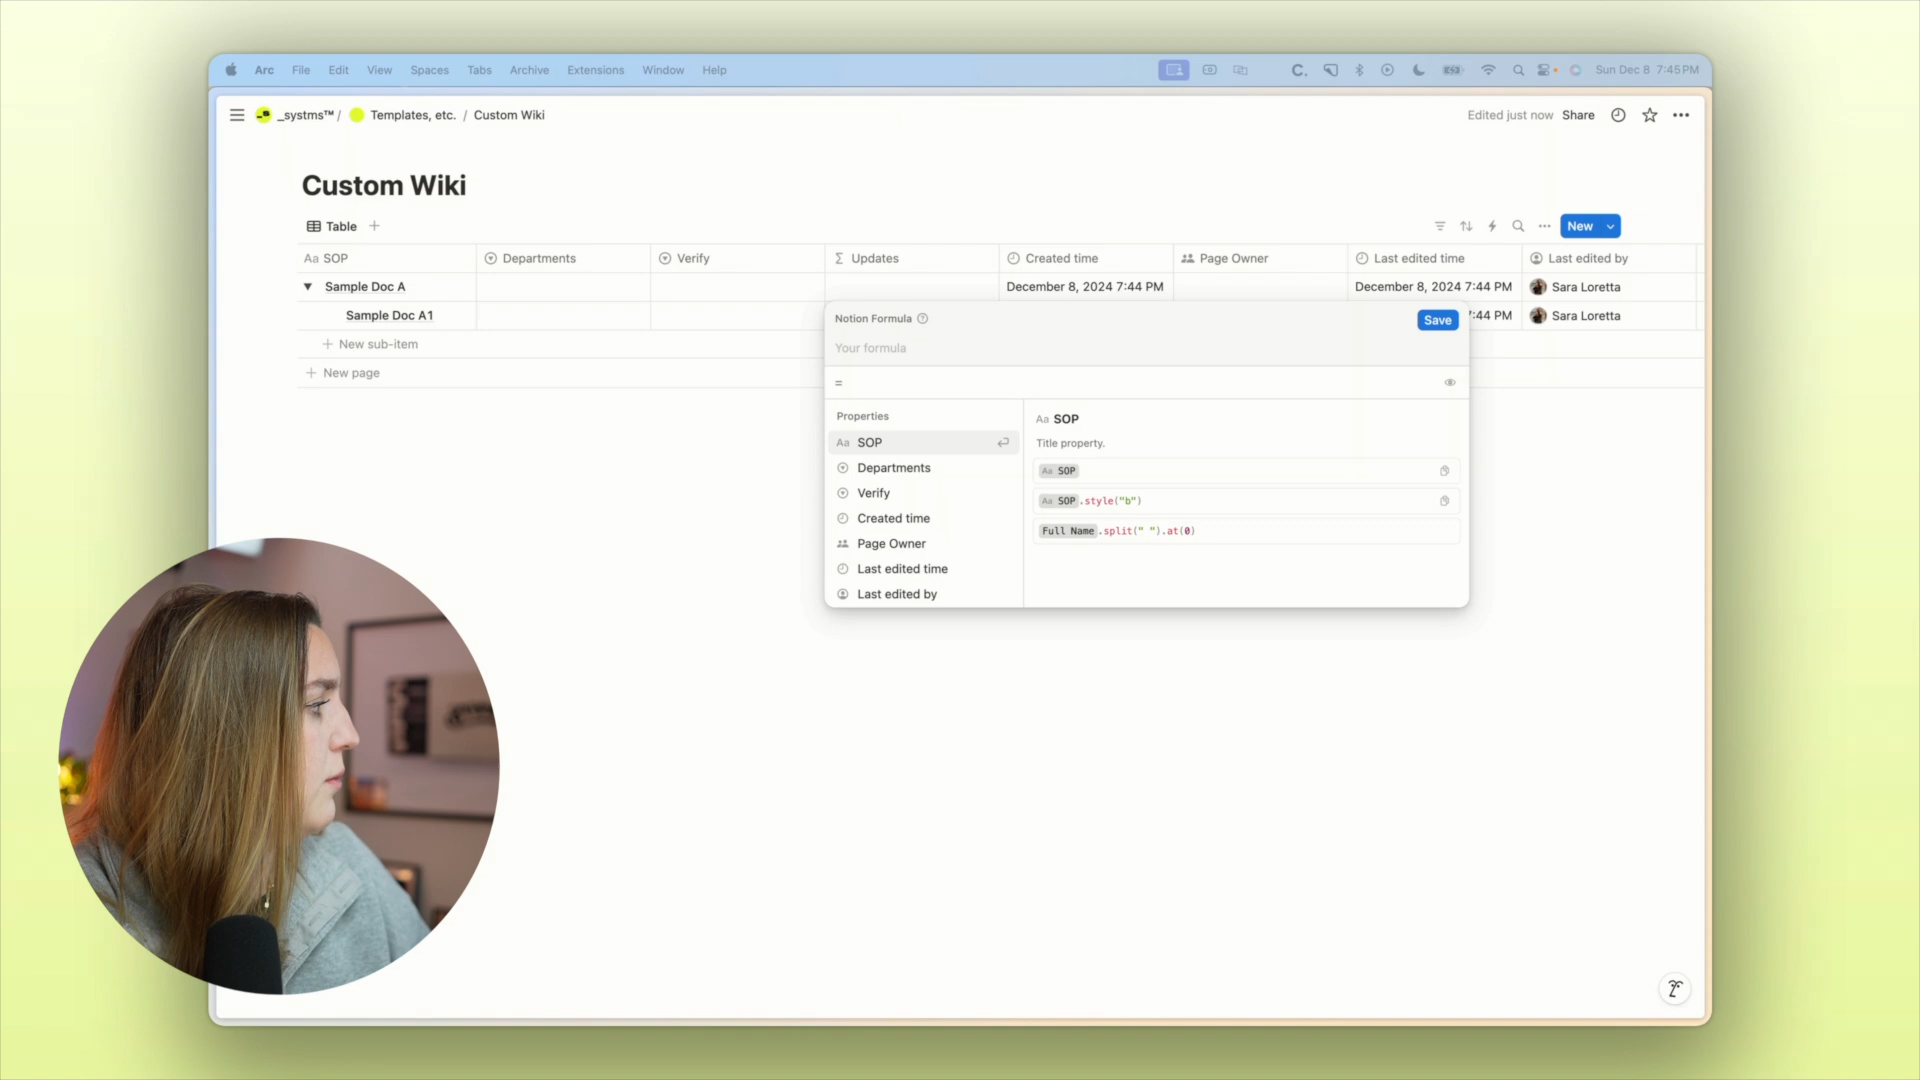 Arc File Edit View Spaces Tabs Archive Extensions Window Help Sun Dec 8 7:45 PM
_systms™ / Templates, etc. / Custom Wiki Edited just now Share
Custom Wiki
Table New
Aa SOP Departments Verify Σ Updates Created time Page Owner Last edited time Last edited by
Sample Doc A December 8, 2024 7:44 PM December 8, 2024 7:44 PM Sara Loretta
Sample Doc A1 7:44 PM Sara Loretta
New sub-item
New page
Notion Formula Save
Your formula
=
Properties
Aa SOP
Departments
Verify
Created time
Page Owner
Last edited time
Last edited by
Aa SOP
Title property.
Aa SOP
Aa SOP.style("b")
Full Name.split(" ").at(0)